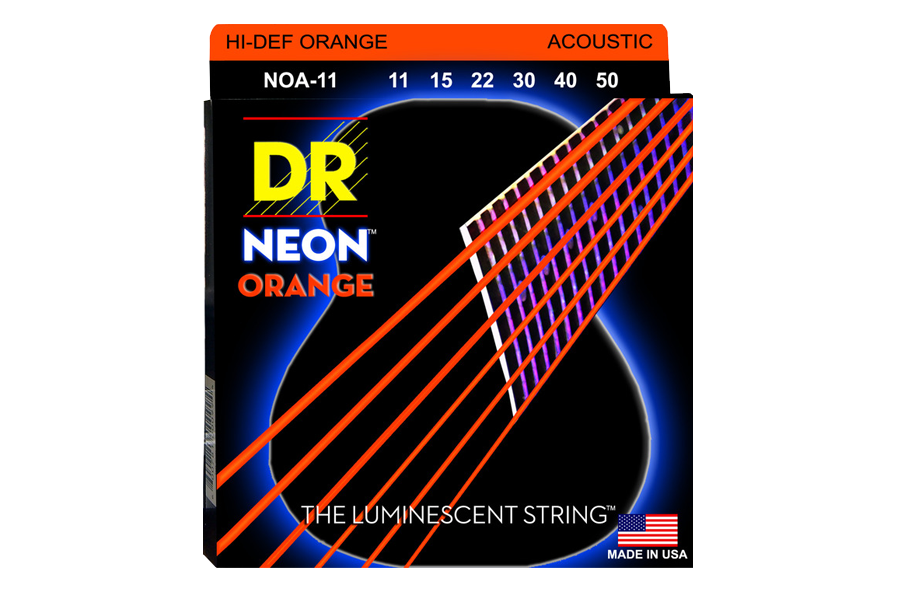 HI-DEF ORANGE ACOUSTIC
NOA-11 11 15 22 30 40 50
DR
NEON™
ORANGE
THE LUMINESCENT STRING™
MADE IN USA